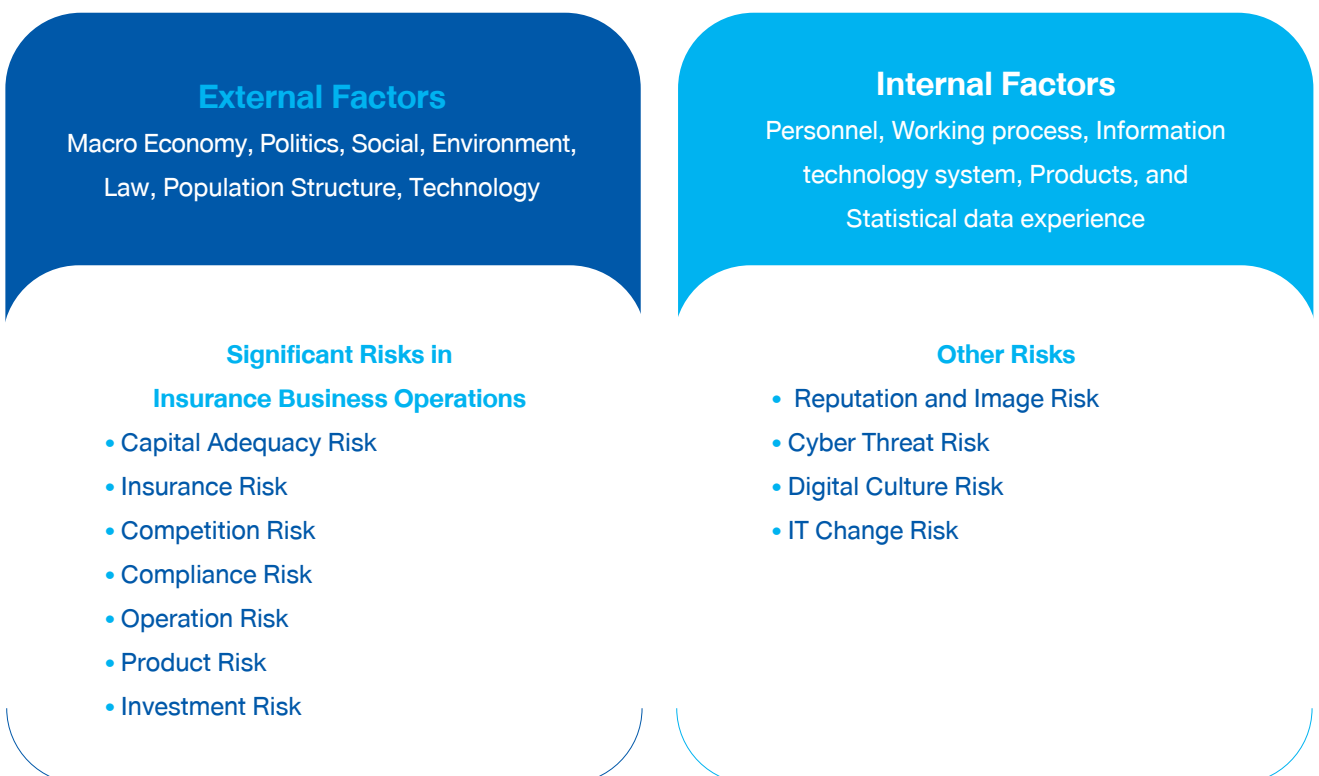 External Factors
Macro Economy, Politics, Social, Environment,
Law, Population Structure, Technology
Significant Risks in
Insurance Business Operations
• Capital Adequacy Risk
• Insurance Risk
• Competition Risk
• Compliance Risk
• Operation Risk
• Product Risk
• Investment Risk
Internal Factors
Personnel, Working process, Information
technology system, Products, and
Statistical data experience
Other Risks
• Reputation and Image Risk
• Cyber Threat Risk
• Digital Culture Risk
• IT Change Risk